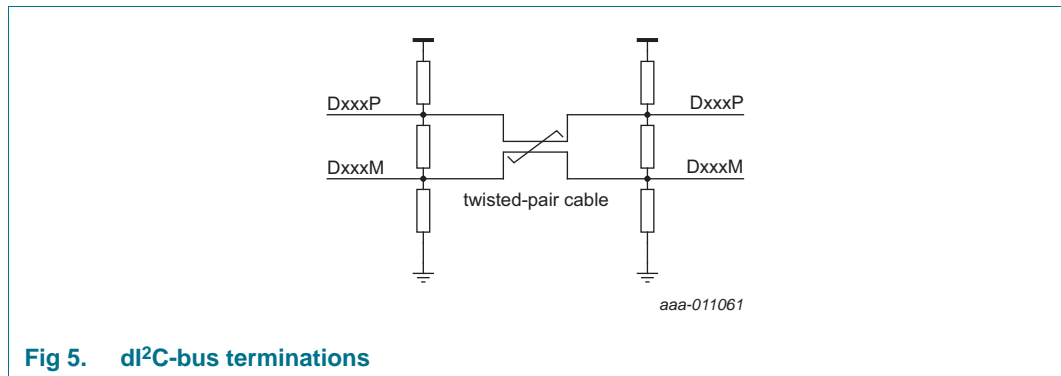 DxxxP
DxxxP
DxxxM
DxxxM
twisted-pair cable
aaa-011061
Fig 5. dI²C-bus terminations